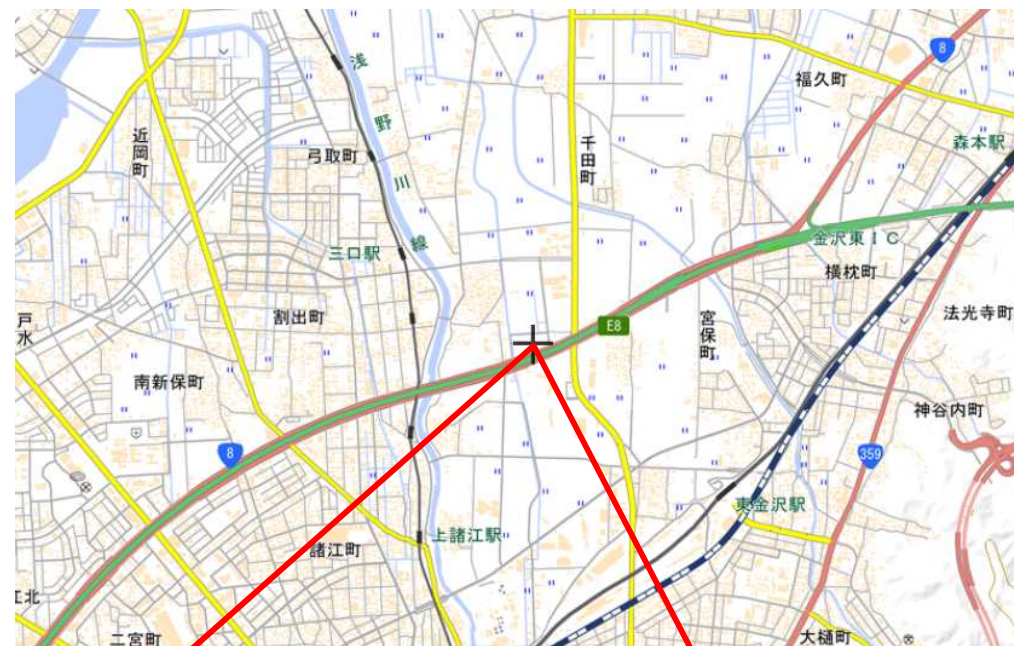 8
福久町
浅野川線
近岡町
千田町
森本駅
弓取町
三口駅
金沢東IC
横枕町
戸水
割出町
E8
宮保町
法光寺町
南新保町
神谷内町
8
359
東金沢駅
上諸江駅
諸江町
江北
二宮町
大樋町